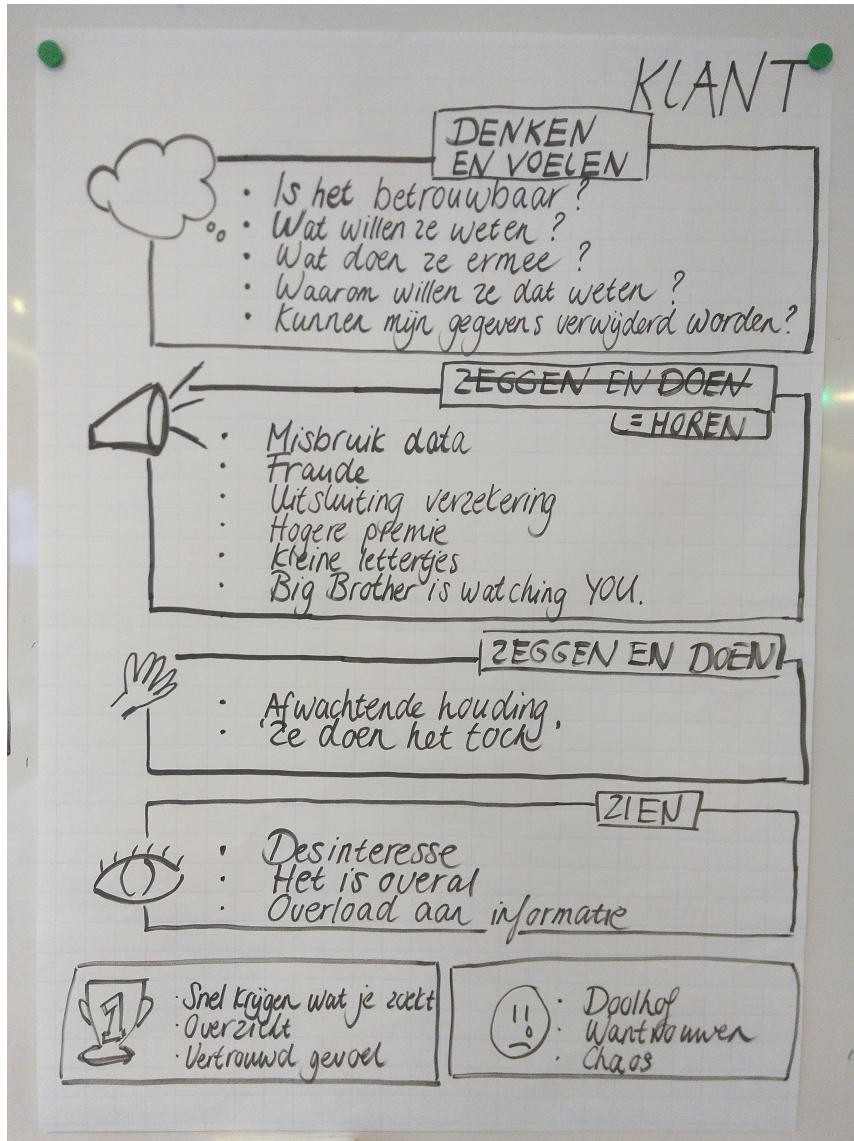 KLANT
DENKEN
EN VOELEN
• Is het betrouwbaar?
• Wat willen ze weten?
• Wat doen ze ermee?
• Waarom willen ze dat weten?
• Kunnen mijn gegevens verwijderd worden?
ZEGGEN EN DOEN
= HOREN
• Misbruik data
• Fraude
• Uitsluiting verzekering
• Hogere premie
• Kleine lettertjes
• Big Brother is watching YOU.
ZEGGEN EN DOEN
• Afwachtende houding
• 'Ze doen het toch'
ZIEN
• Desinteresse
• Het is overal
• Overload aan informatie
1
• Snel krijgen wat je zoekt
• Overzicht
• Vertrouwd gevoel
• Doolhof
• Wantrouwen
• Chaos